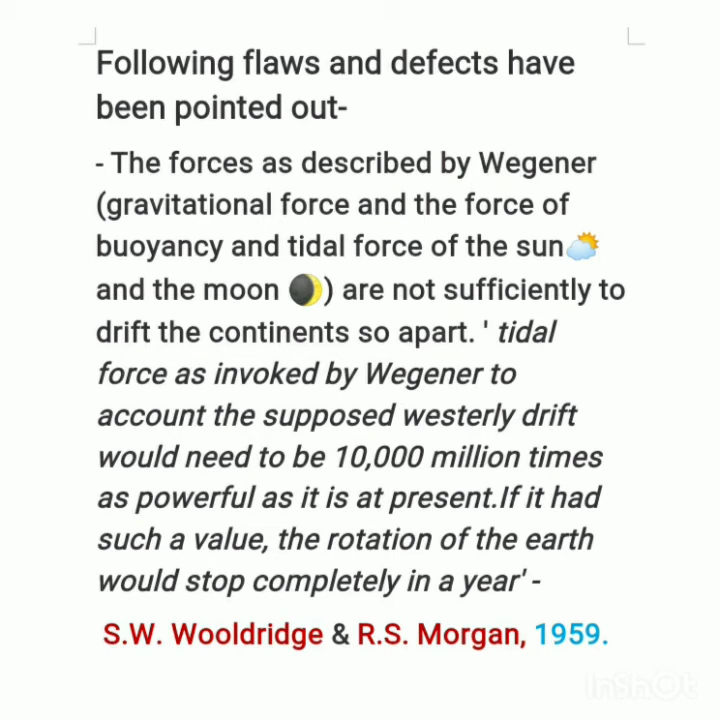 Following flaws and defects have
been pointed out-
- The forces as described by Wegener
(gravitational force and the force of
buoyancy and tidal force of the sun🌥️
and the moon 🌒) are not sufficiently to
drift the continents so apart. ' tidal
force as invoked by Wegener to
account the supposed westerly drift
would need to be 10,000 million times
as powerful as it is at present.If it had
such a value, the rotation of the earth
would stop completely in a year' -
S.W. Wooldridge & R.S. Morgan, 1959.
InShOt